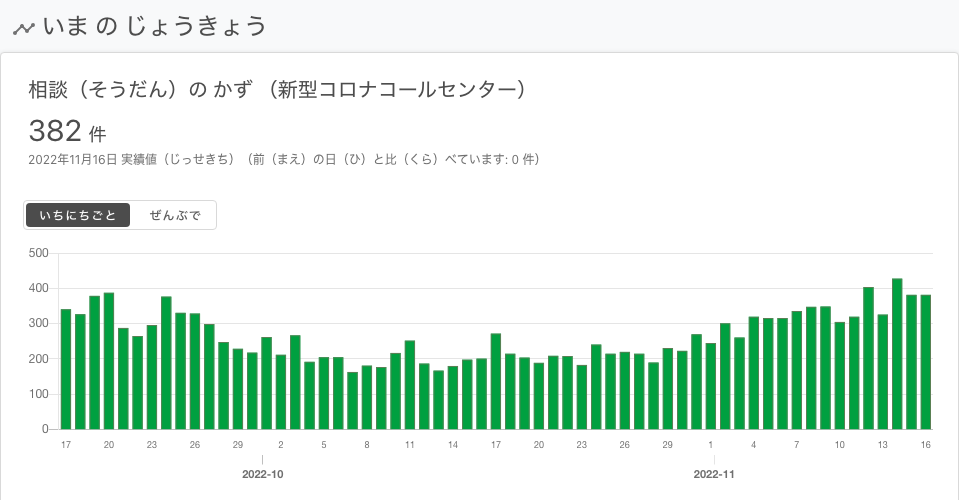 いま の じょうきょう
相談（そうだん）の かず （新型コロナコールセンター）
382 件
2022年11月16日 実績値（じっせきち）（前（まえ）の日（ひ）と比（くら）べています: 0 件）
いちにちごと ぜんぶで
500
400
300
200
100
0
17 20 23 26 29 2 5 8 11 14 17 20 23 26 29 1 4 7 10 13 16
2022-10 2022-11